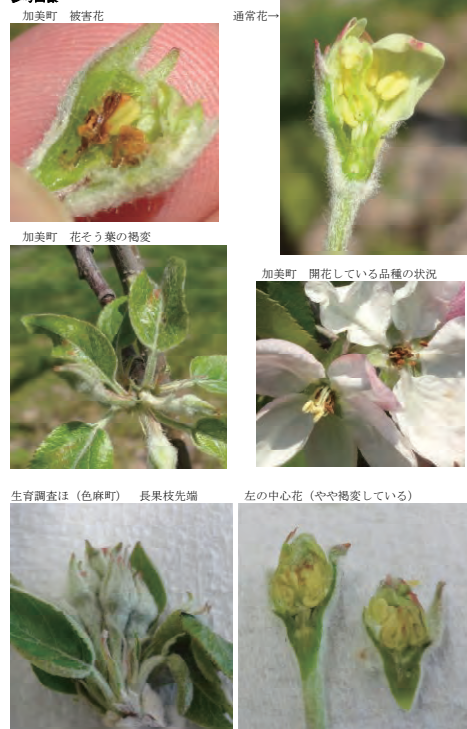 加美町 被害花
通常花→
加美町 花そう葉の褐変
加美町 開花している品種の状況
生育調査ほ（色麻町） 長果枝先端
左の中心花（やや褐変している）